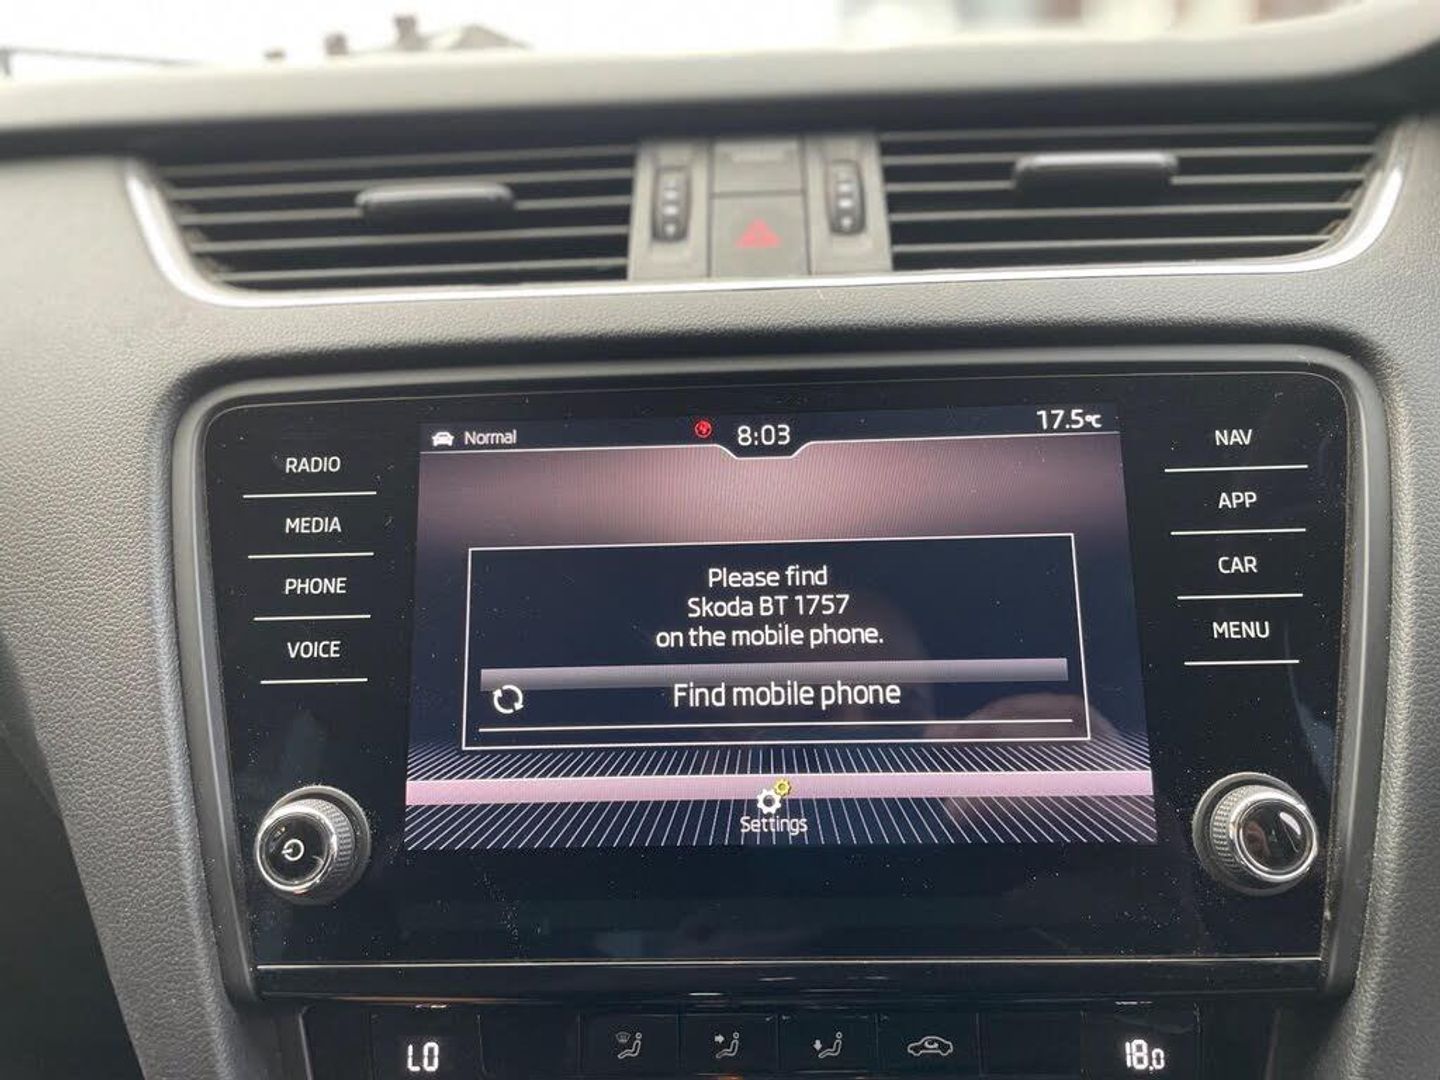 Normal
8:03
17.5°C
RADIO
MEDIA
PHONE
VOICE
NAV
APP
CAR
MENU
Please find
Skoda BT 1757
on the mobile phone.
Find mobile phone
Settings
LO
18.0